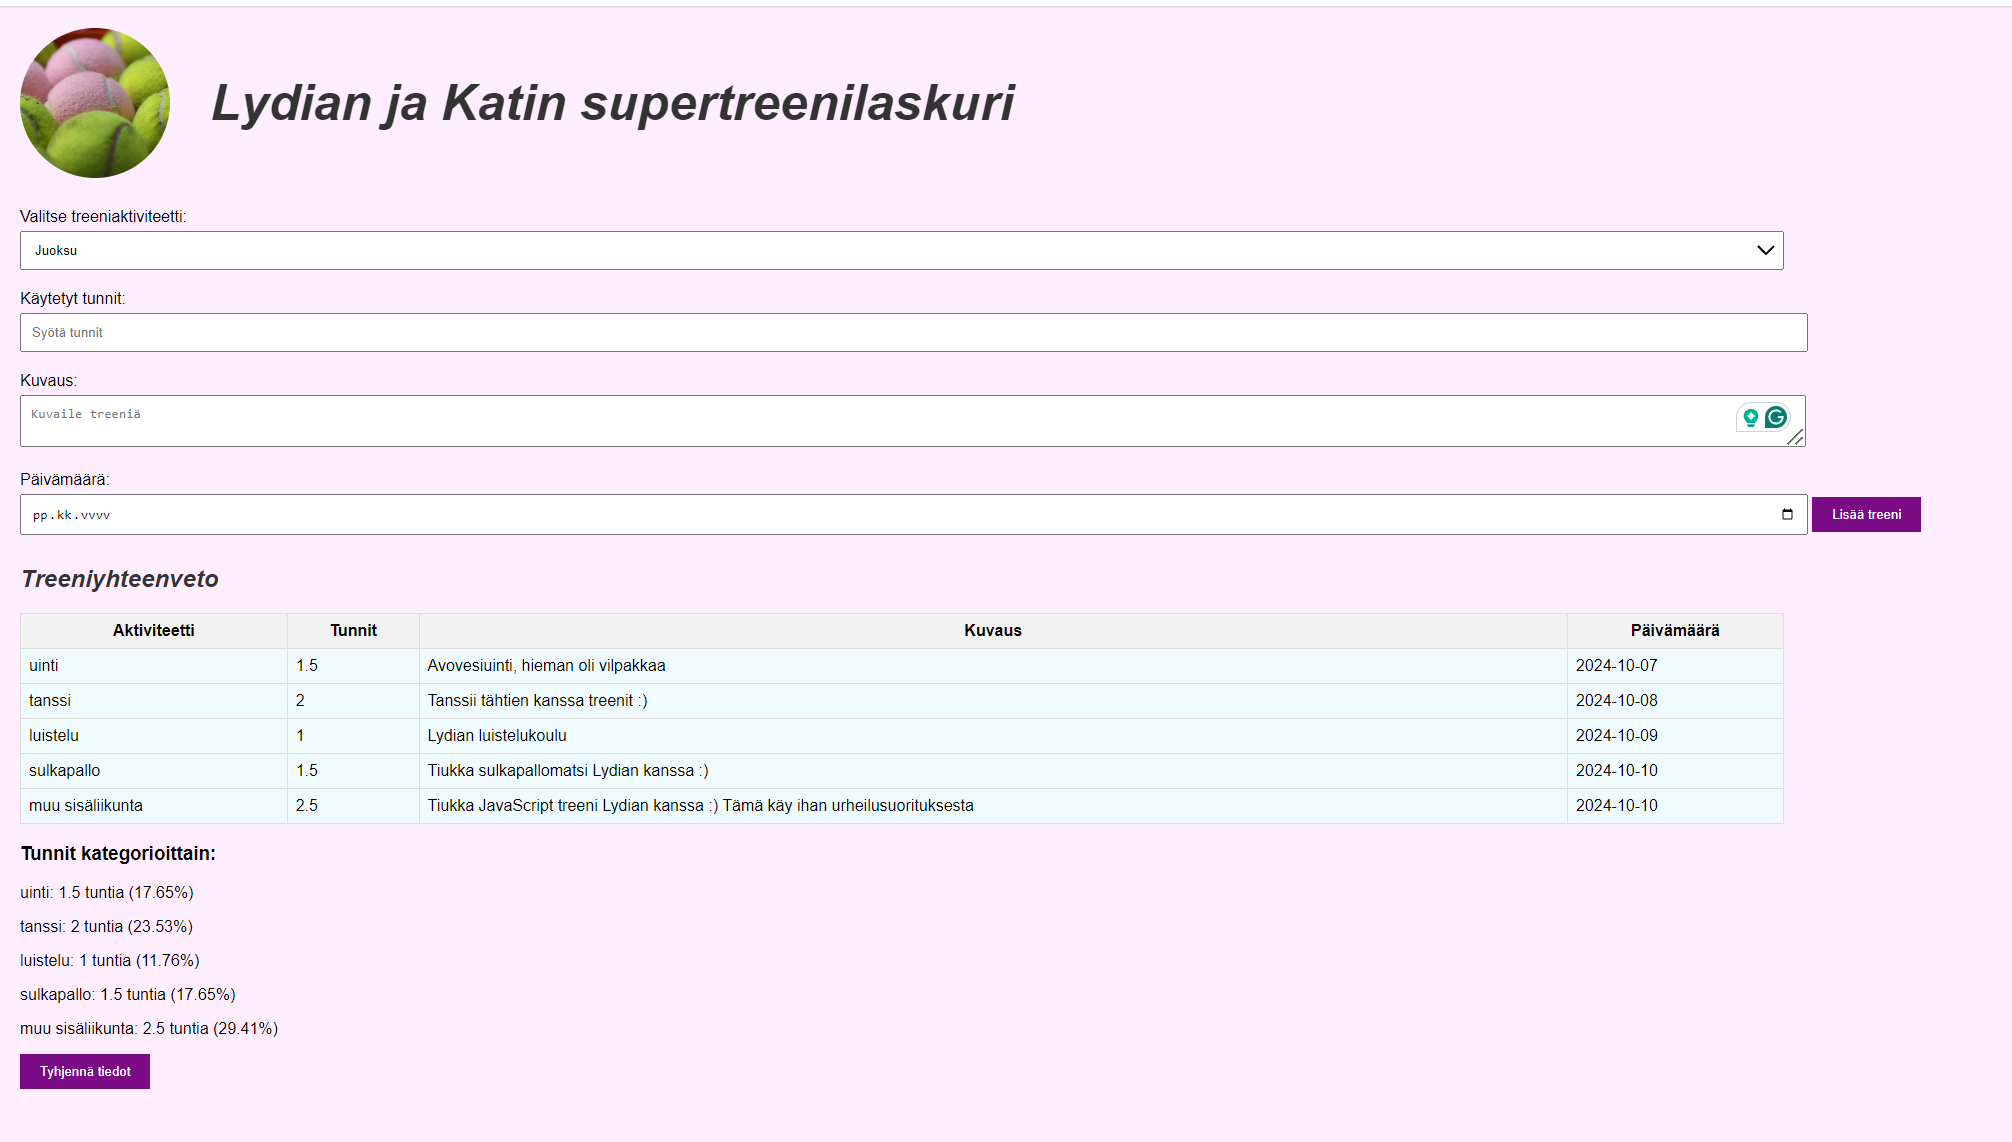 Lydian ja Katin supertreenilaskuri
Valitse treeniaktiviteetti:
Juoksu
Käytetyt tunnit:
Syötä tunnit
Kuvaus:
Kuvaile treeniä
Päivämäärä:
pp.kk.vvvv
Lisää treeni
Treeniyhteenveto
Aktiviteetti Tunnit Kuvaus Päivämäärä
uinti 1.5 Avovesiuinti, hieman oli vilpakkaa 2024-10-07
tanssi 2 Tanssii tähtien kanssa treenit :) 2024-10-08
luistelu 1 Lydian luistelukoulu 2024-10-09
sulkapallo 1.5 Tiukka sulkapallomatsi Lydian kanssa :) 2024-10-10
muu sisäliikunta 2.5 Tiukka JavaScript treeni Lydian kanssa :) Tämä käy ihan urheilusuorituksesta 2024-10-10
Tunnit kategorioittain:
uinti: 1.5 tuntia (17.65%)
tanssi: 2 tuntia (23.53%)
luistelu: 1 tuntia (11.76%)
sulkapallo: 1.5 tuntia (17.65%)
muu sisäliikunta: 2.5 tuntia (29.41%)
Tyhjennä tiedot